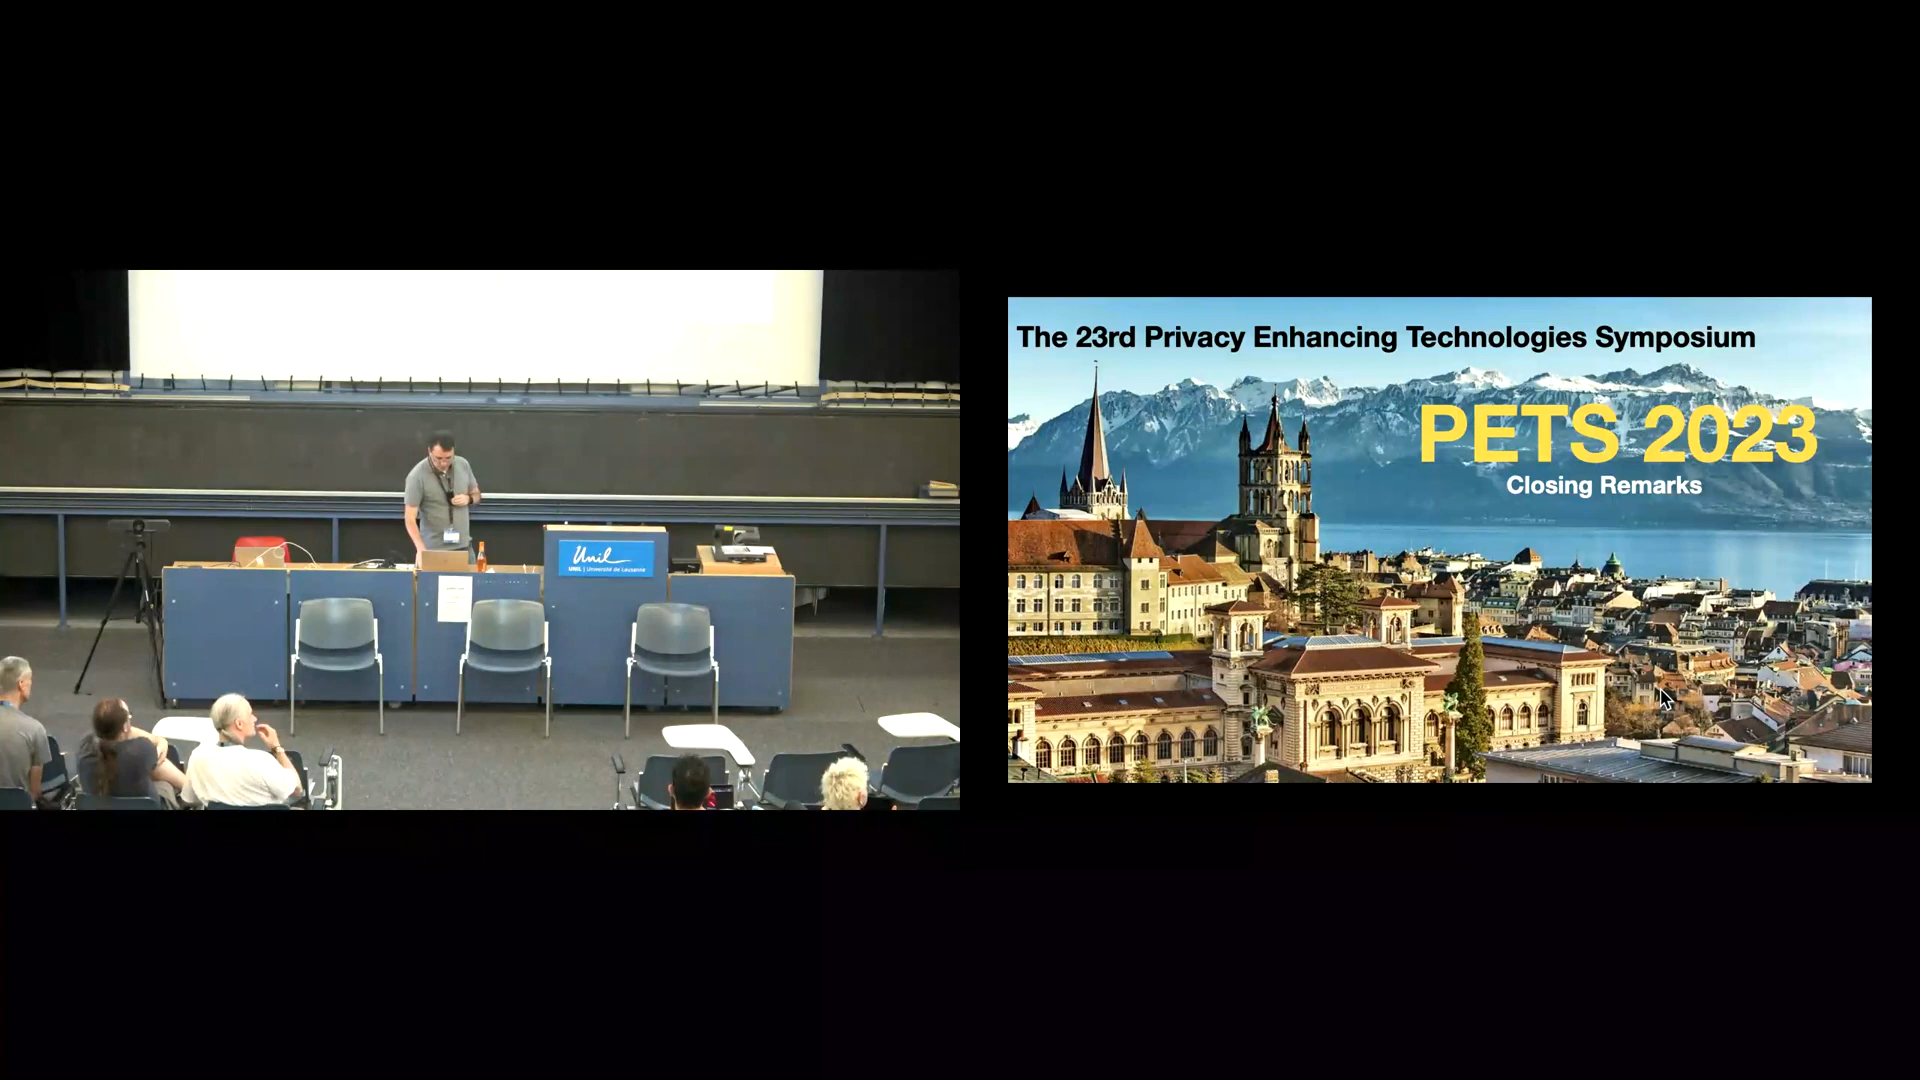 Unil
UNIL | Université de Lausanne
The 23rd Privacy Enhancing Technologies Symposium
PETS 2023
Closing Remarks